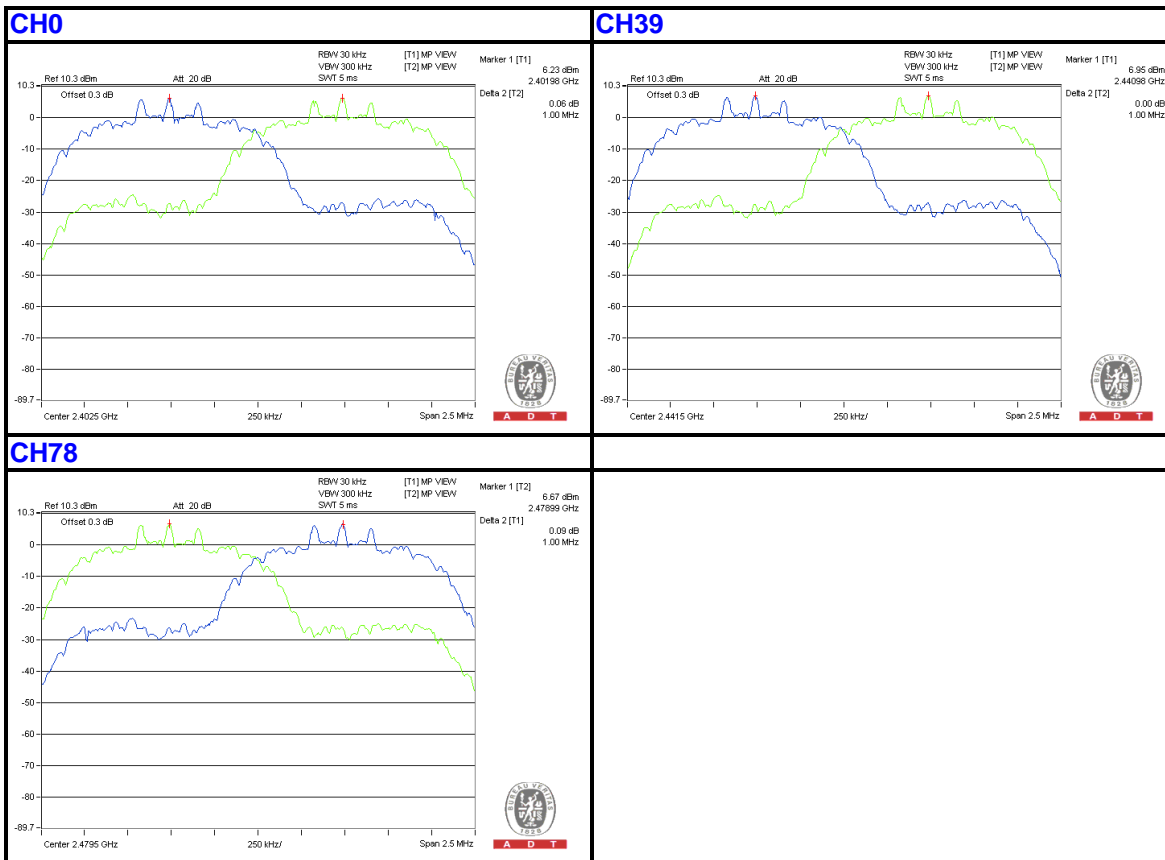 CH0
RBW 30 kHz [T1] MP VIEW
VBW 300 kHz [T2] MP VIEW
SWT 5 ms
Ref 10.3 dBm Att 20 dB
Marker 1 [T1]
6.23 dBm
2.40198 GHz
Delta 2 [T2]
0.06 dB
1.00 MHz
Offset 0.3 dB
10.3
0
-10
-20
-30
-40
-50
-60
-70
-80
-89.7
Center 2.4025 GHz 250 kHz/ Span 2.5 MHz
BUREAU VERITAS
1828
A D T
CH39
RBW 30 kHz [T1] MP VIEW
VBW 300 kHz [T2] MP VIEW
SWT 5 ms
Ref 10.3 dBm Att 20 dB
Marker 1 [T1]
6.95 dBm
2.44098 GHz
Delta 2 [T2]
0.00 dB
1.00 MHz
Offset 0.3 dB
10.3
0
-10
-20
-30
-40
-50
-60
-70
-80
-89.7
Center 2.4415 GHz 250 kHz/ Span 2.5 MHz
BUREAU VERITAS
1828
A D T
CH78
RBW 30 kHz [T1] MP VIEW
VBW 300 kHz [T2] MP VIEW
SWT 5 ms
Ref 10.3 dBm Att 20 dB
Marker 1 [T2]
6.67 dBm
2.47899 GHz
Delta 2 [T1]
0.09 dB
1.00 MHz
Offset 0.3 dB
10.3
0
-10
-20
-30
-40
-50
-60
-70
-80
-89.7
Center 2.4795 GHz 250 kHz/ Span 2.5 MHz
BUREAU VERITAS
1828
A D T